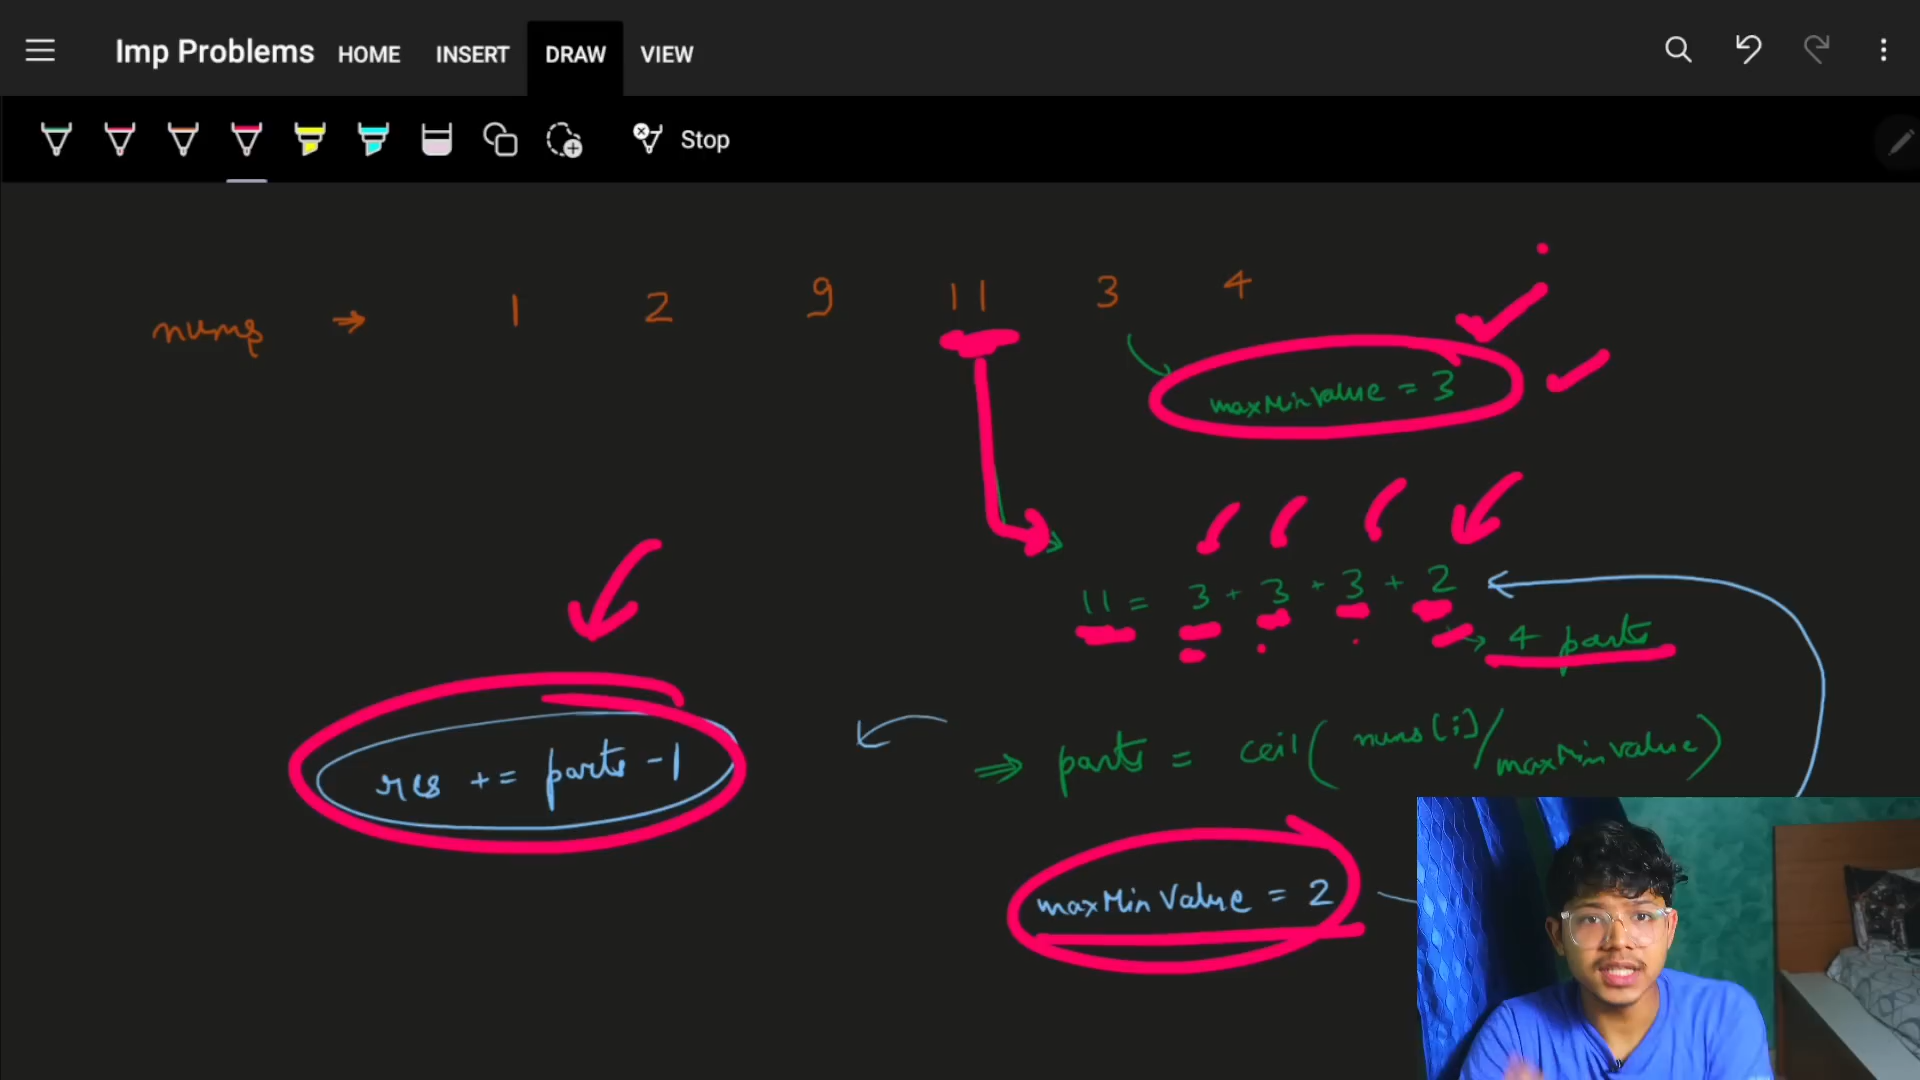 Imp Problems HOME INSERT DRAW VIEW
Stop
nums → 1 2 9 11 3 4
maxMinValue = 3
11 = 3 + 3 + 3 + 2
→ 4 parts
⇒ parts = ceil( nums[i]/maxMinValue)
res += parts -1
maxMinValue = 2